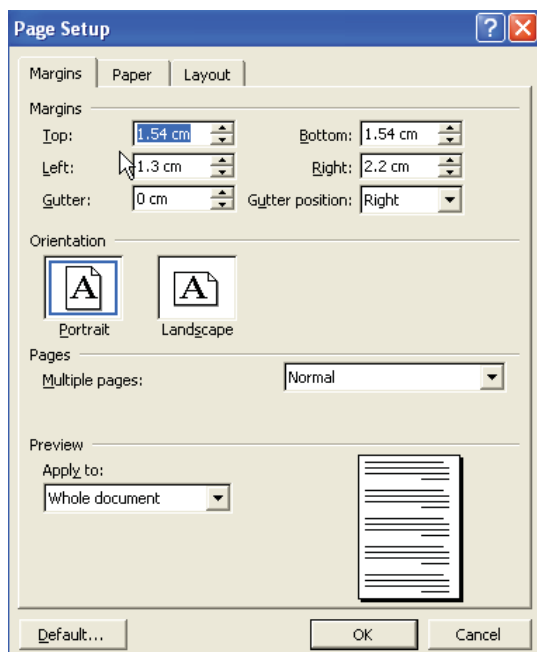 Page Setup
Margins Paper Layout
Margins
Top: 1.54 cm Bottom: 1.54 cm
Left: 1.3 cm Right: 2.2 cm
Gutter: 0 cm Gutter position: Right
Orientation
A A
Portrait Landscape
Pages
Multiple pages: Normal
Preview
Apply to:
Whole document
Default... OK Cancel